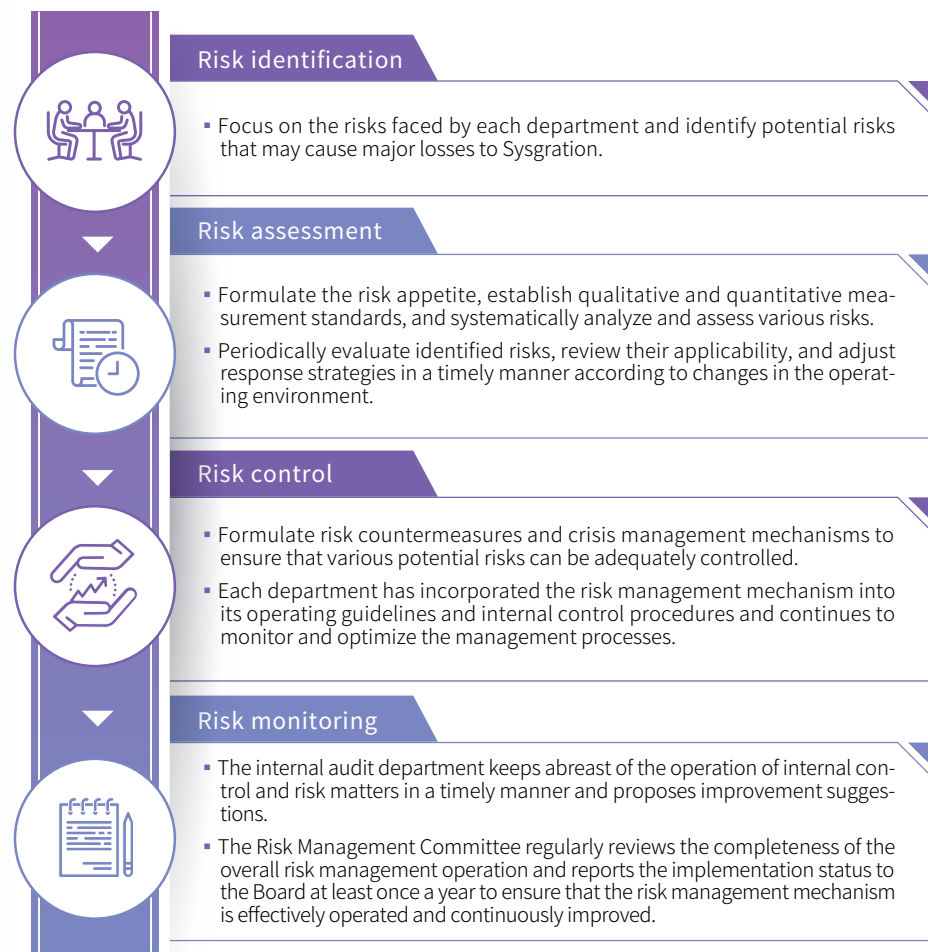 Risk identification
▪ Focus on the risks faced by each department and identify potential risks
that may cause major losses to Sysgration.
Risk assessment
▪ Formulate the risk appetite, establish qualitative and quantitative mea-
surement standards, and systematically analyze and assess various risks.
▪ Periodically evaluate identified risks, review their applicability, and adjust
response strategies in a timely manner according to changes in the operat-
ing environment.
Risk control
▪ Formulate risk countermeasures and crisis management mechanisms to
ensure that various potential risks can be adequately controlled.
▪ Each department has incorporated the risk management mechanism into
its operating guidelines and internal control procedures and continues to
monitor and optimize the management processes.
Risk monitoring
▪ The internal audit department keeps abreast of the operation of internal con-
trol and risk matters in a timely manner and proposes improvement sugges-
tions.
▪ The Risk Management Committee regularly reviews the completeness of the
overall risk management operation and reports the implementation status to
the Board at least once a year to ensure that the risk management mechanism
is effectively operated and continuously improved.